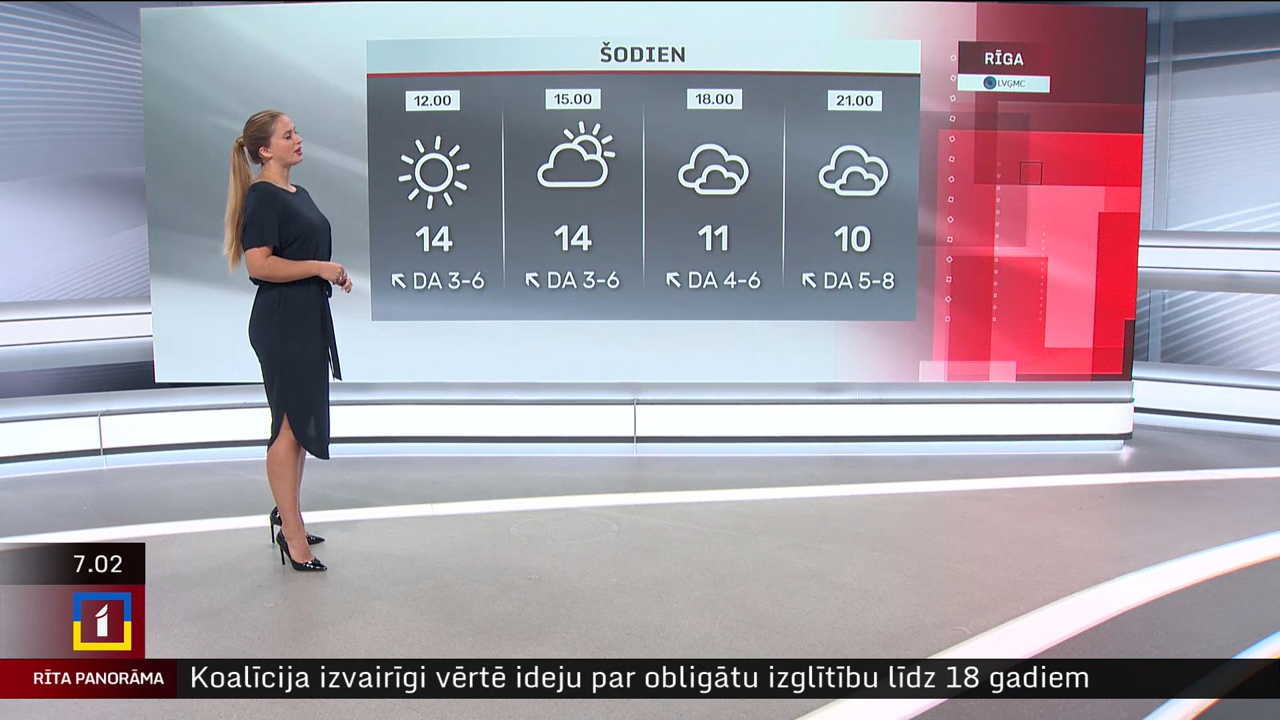 ŠODIEN
RĪGA
LVĢMC
12.00
15.00
18.00
21.00
14
14
11
10
DA 3-6
DA 3-6
DA 4-6
DA 5-8
7.02
1
RĪTA PANORĀMA
Koalīcija izvairīgi vērtē ideju par obligātu izglītību līdz 18 gadiem